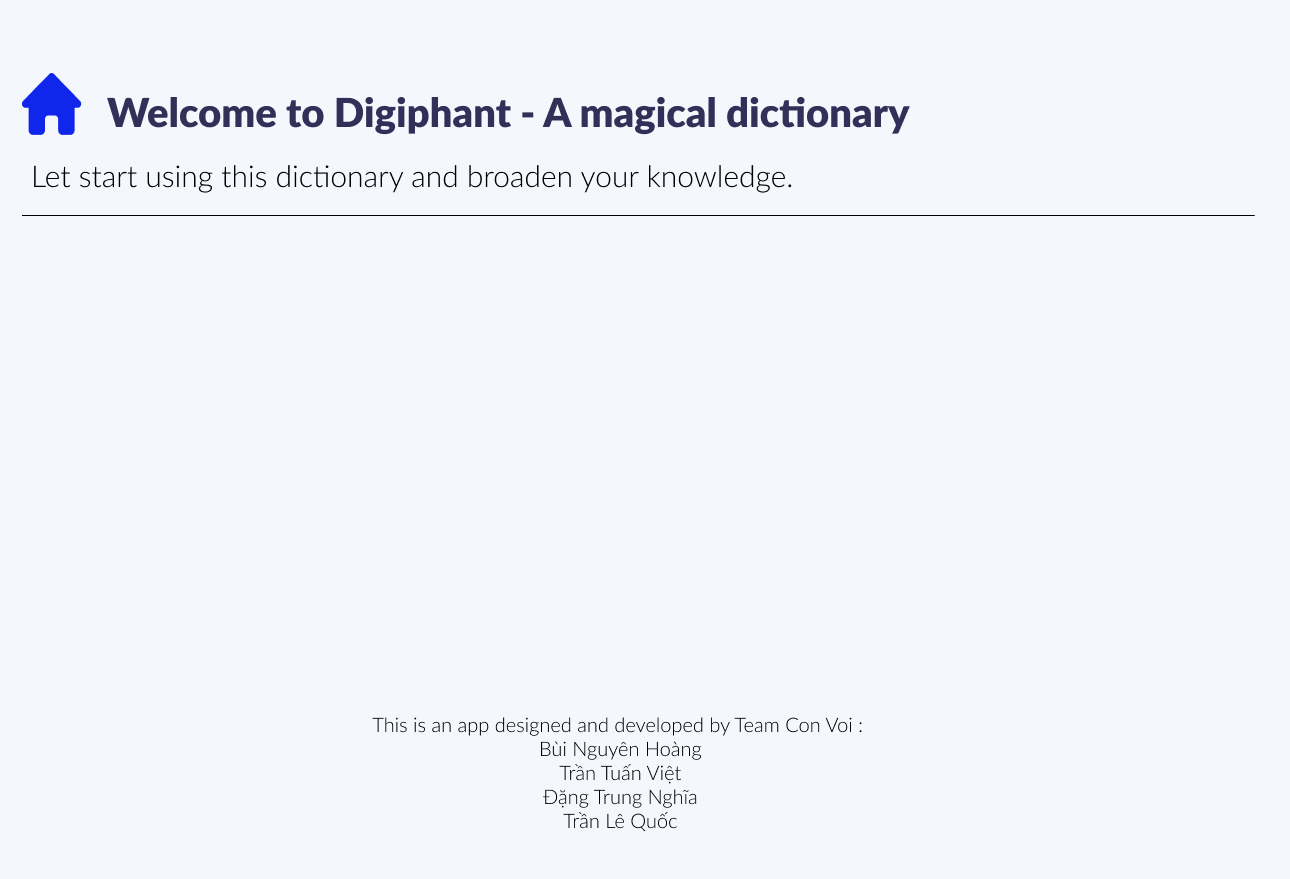 Welcome to Digiphant - A magical dictionary
Let start using this dictionary and broaden your knowledge.
This is an app designed and developed by Team Con Voi :
Bùi Nguyên Hoàng
Trần Tuấn Việt
Đặng Trung Nghĩa
Trần Lê Quốc